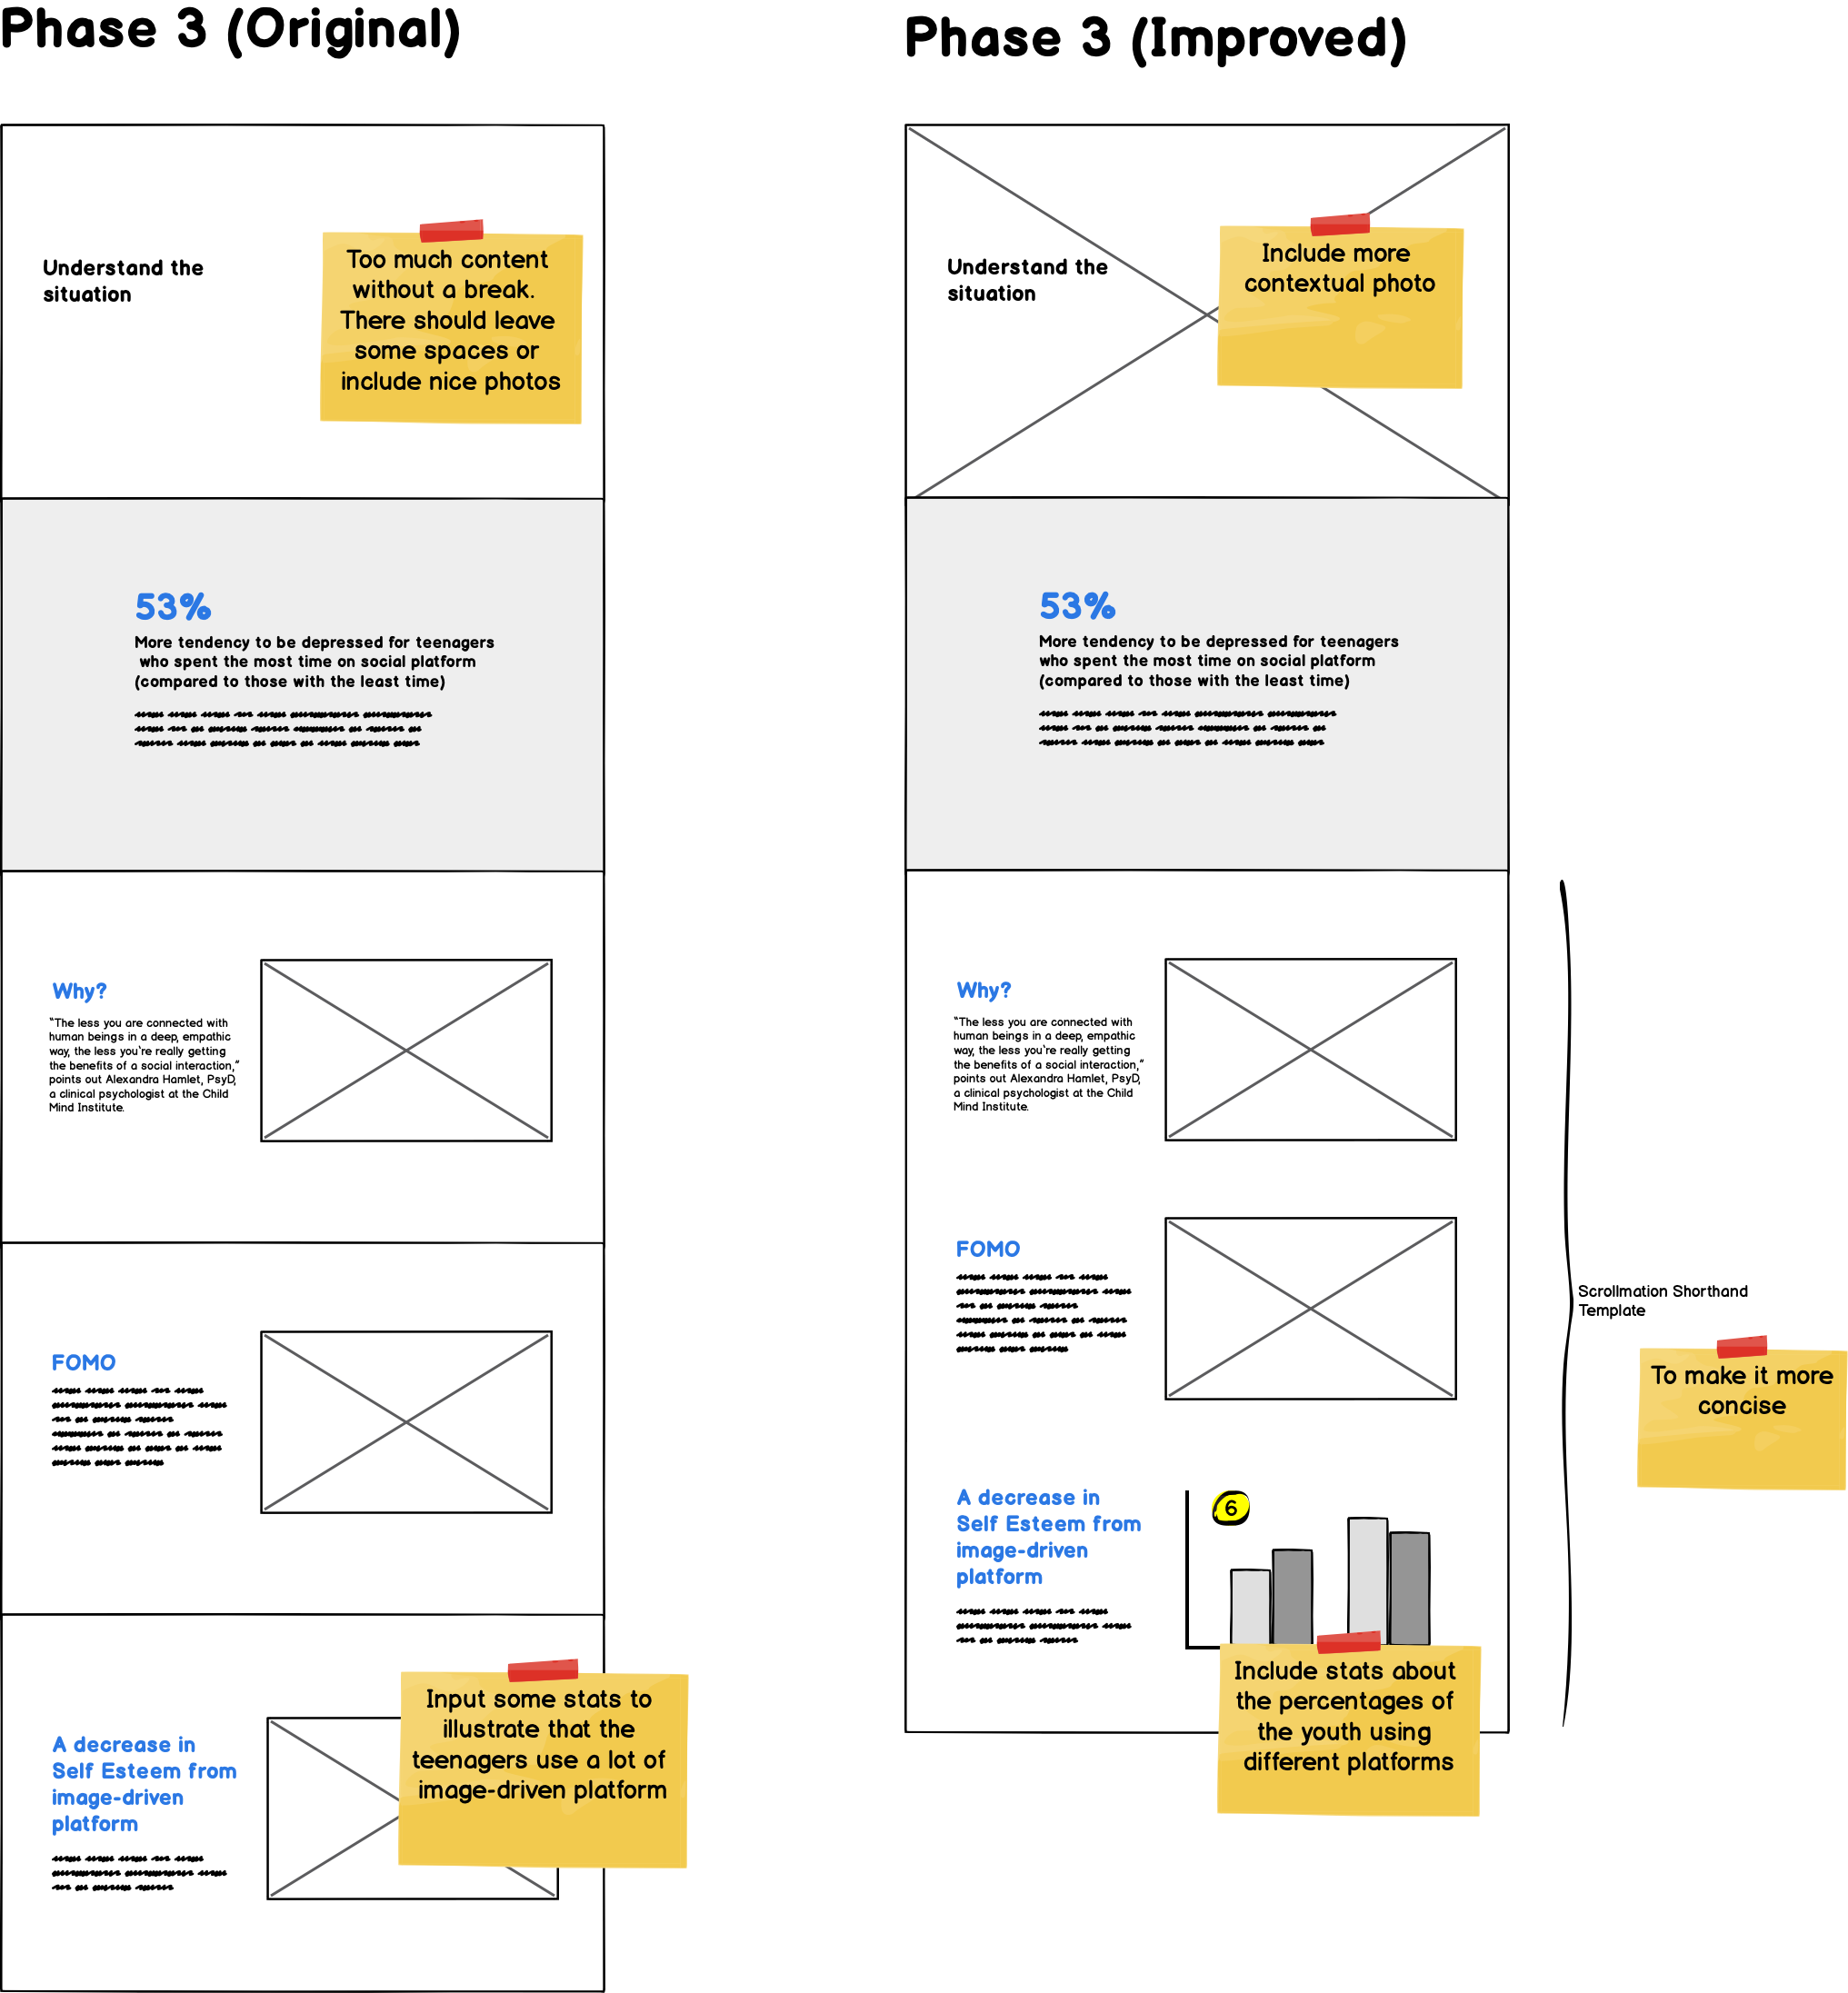 Phase 3 (Original)
Understand the
situation
Too much content
without a break.
There should leave
some spaces or
include nice photos
53%
More tendency to be depressed for teenagers
who spent the most time on social platform
(compared to those with the least time)
Why?
"The less you are connected with
human beings in a deep, empathic
way, the less you're really getting
the benefits of a social interaction,"
points out Alexandra Hamlet, PsyD,
a clinical psychologist at the Child
Mind Institute.
FOMO
A decrease in
Self Esteem from
image-driven
platform
Input some stats to
illustrate that the
teenagers use a lot of
image-driven platform
Phase 3 (Improved)
Understand the
situation
Include more
contextual photo
53%
More tendency to be depressed for teenagers
who spent the most time on social platform
(compared to those with the least time)
Why?
"The less you are connected with
human beings in a deep, empathic
way, the less you're really getting
the benefits of a social interaction,"
points out Alexandra Hamlet, PsyD,
a clinical psychologist at the Child
Mind Institute.
FOMO
A decrease in
Self Esteem from
image-driven
platform
6
Include stats about
the percentages of
the youth using
different platforms
Scrollmation Shorthand
Template
To make it more
concise